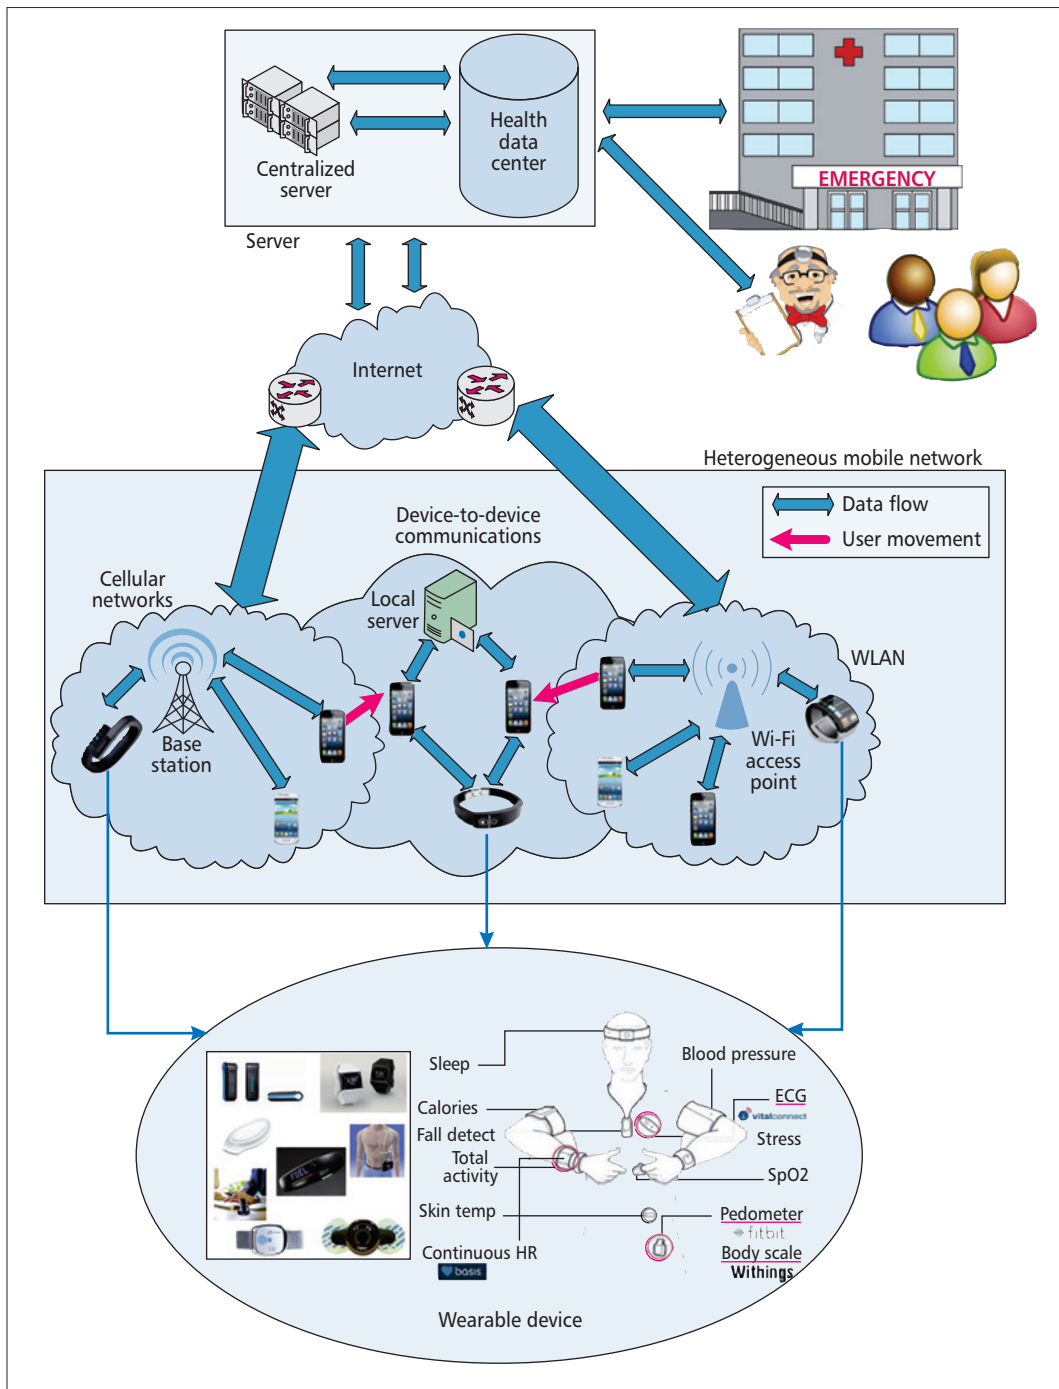 Health
data
center
Centralized
server
Server
EMERGENCY
Internet
Heterogeneous mobile network
Data flow
User movement
Device-to-device
communications
Cellular
networks
Local
server
WLAN
Base
station
Wi-Fi
access
point
Sleep
Blood pressure
Calories
ECG
vitalconnect
Fall detect
Stress
Total
activity
SpO2
Skin temp
Pedometer
fitbit
Continuous HR
basis
Body scale
Withings
FUEL
Wearable device